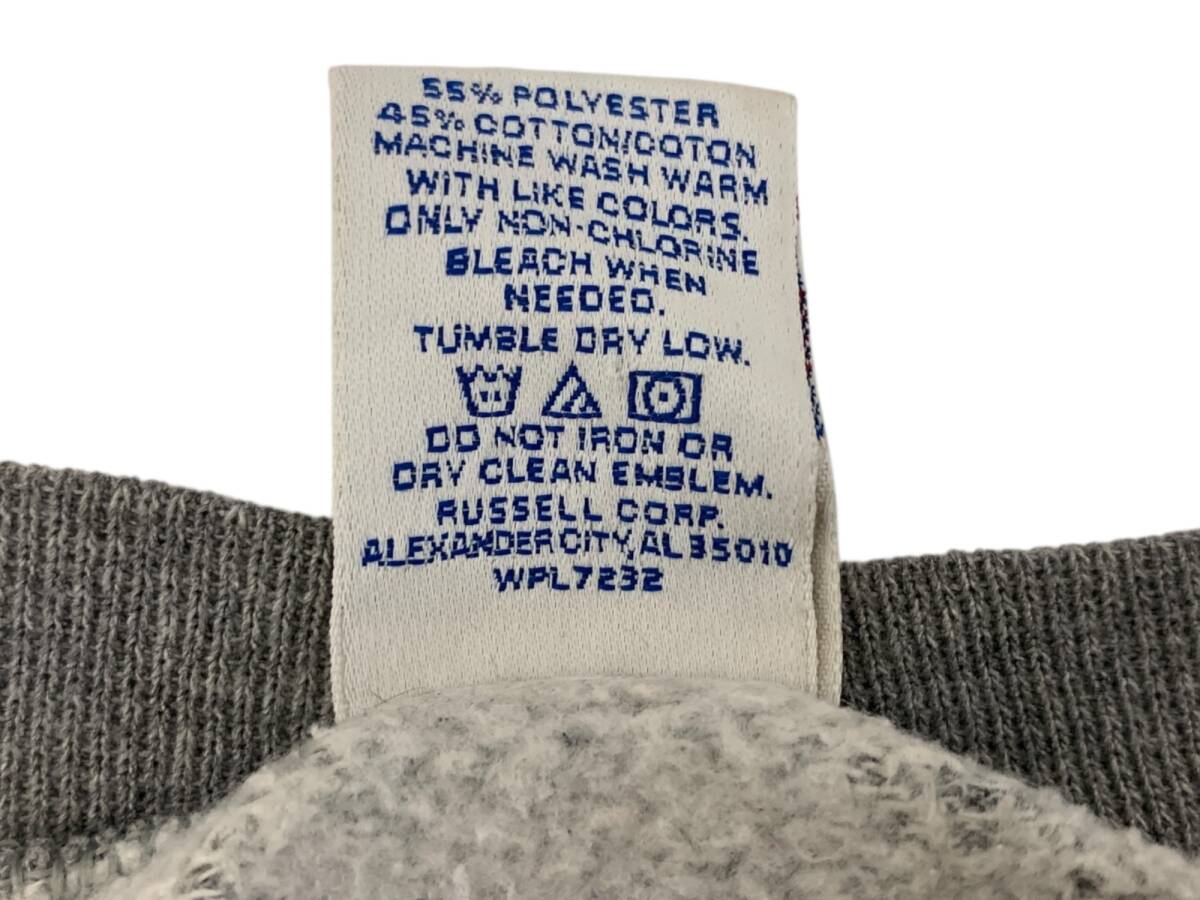 55% POLYESTER
45% COTTON/COTON
MACHINE WASH WARM
WITH LIKE COLORS.
ONLY NON-CHLORINE
BLEACH WHEN
NEEDED.
TUMBLE DRY LOW.
DO NOT IRON OR
DRY CLEAN EMBLEM.
RUSSELL CORP.
ALEXANDER CITY, AL 35010
WPL7232